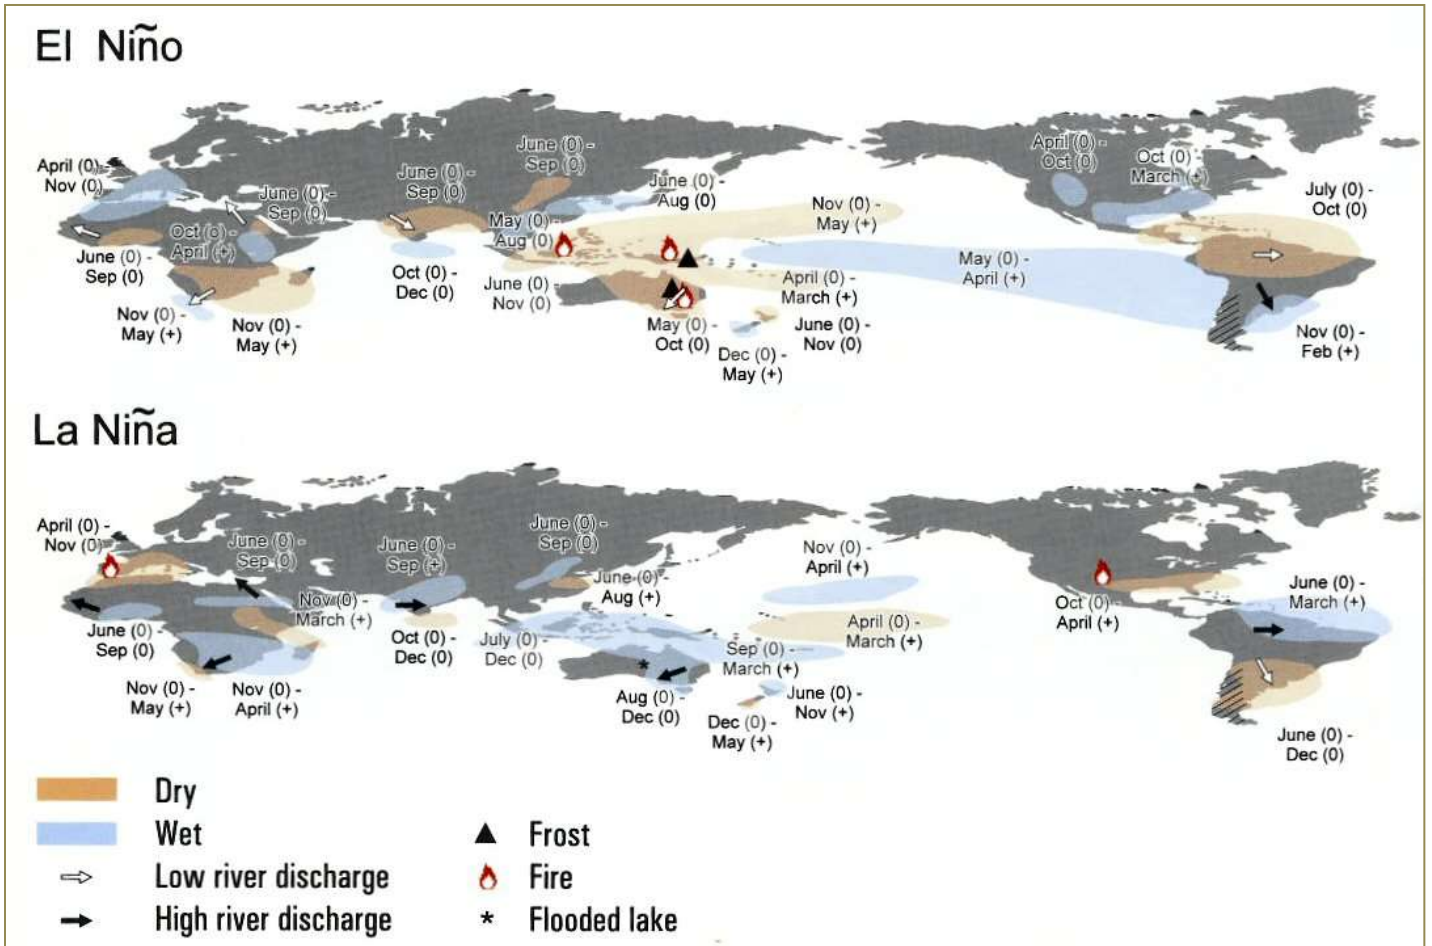 El Niño
April (0) -
Nov (0)
June (0) -
Sep (0)
June (0) -
Sep (0)
June (0) -
Sep (0)
June (0) -
Aug (0)
April (0) -
Oct (0)
Oct (0) -
March (+)
July (0) -
Oct (0)
Oct (o) -
April (+)
May (0) -
Aug (0)
Nov (0) -
May (+)
June (0) -
Sep (0)
Oct (0) -
Dec (0)
June (0) -
Nov (0)
April (0) -
March (+)
May (0) -
April (+)
Nov (0) -
May (+)
Nov (0) -
May (+)
May (0) -
Oct (0)
Dec (0) -
May (+)
June (0) -
Nov (0)
Nov (0) -
Feb (+)
La Niña
April (0) -
Nov (0)
June (0) -
Sep (0)
June (0) -
Sep (+)
June (0) -
Sep (0)
June (0) -
Aug (+)
Nov (0) -
April (+)
Oct (0) -
April (+)
June (0) -
March (+)
June (0) -
Sep (0)
Nov (0) -
March (+)
Oct (0) -
Dec (0)
July (0) -
Dec (0)
Sep (0) -
March (+)
April (0) -
March (+)
Nov (0) -
May (+)
Nov (0) -
April (+)
Aug (0) -
Dec (0)
Dec (0) -
May (+)
June (0) -
Nov (+)
June (0) -
Dec (0)
Dry
Wet
Low river discharge
High river discharge
Frost
Fire
Flooded lake